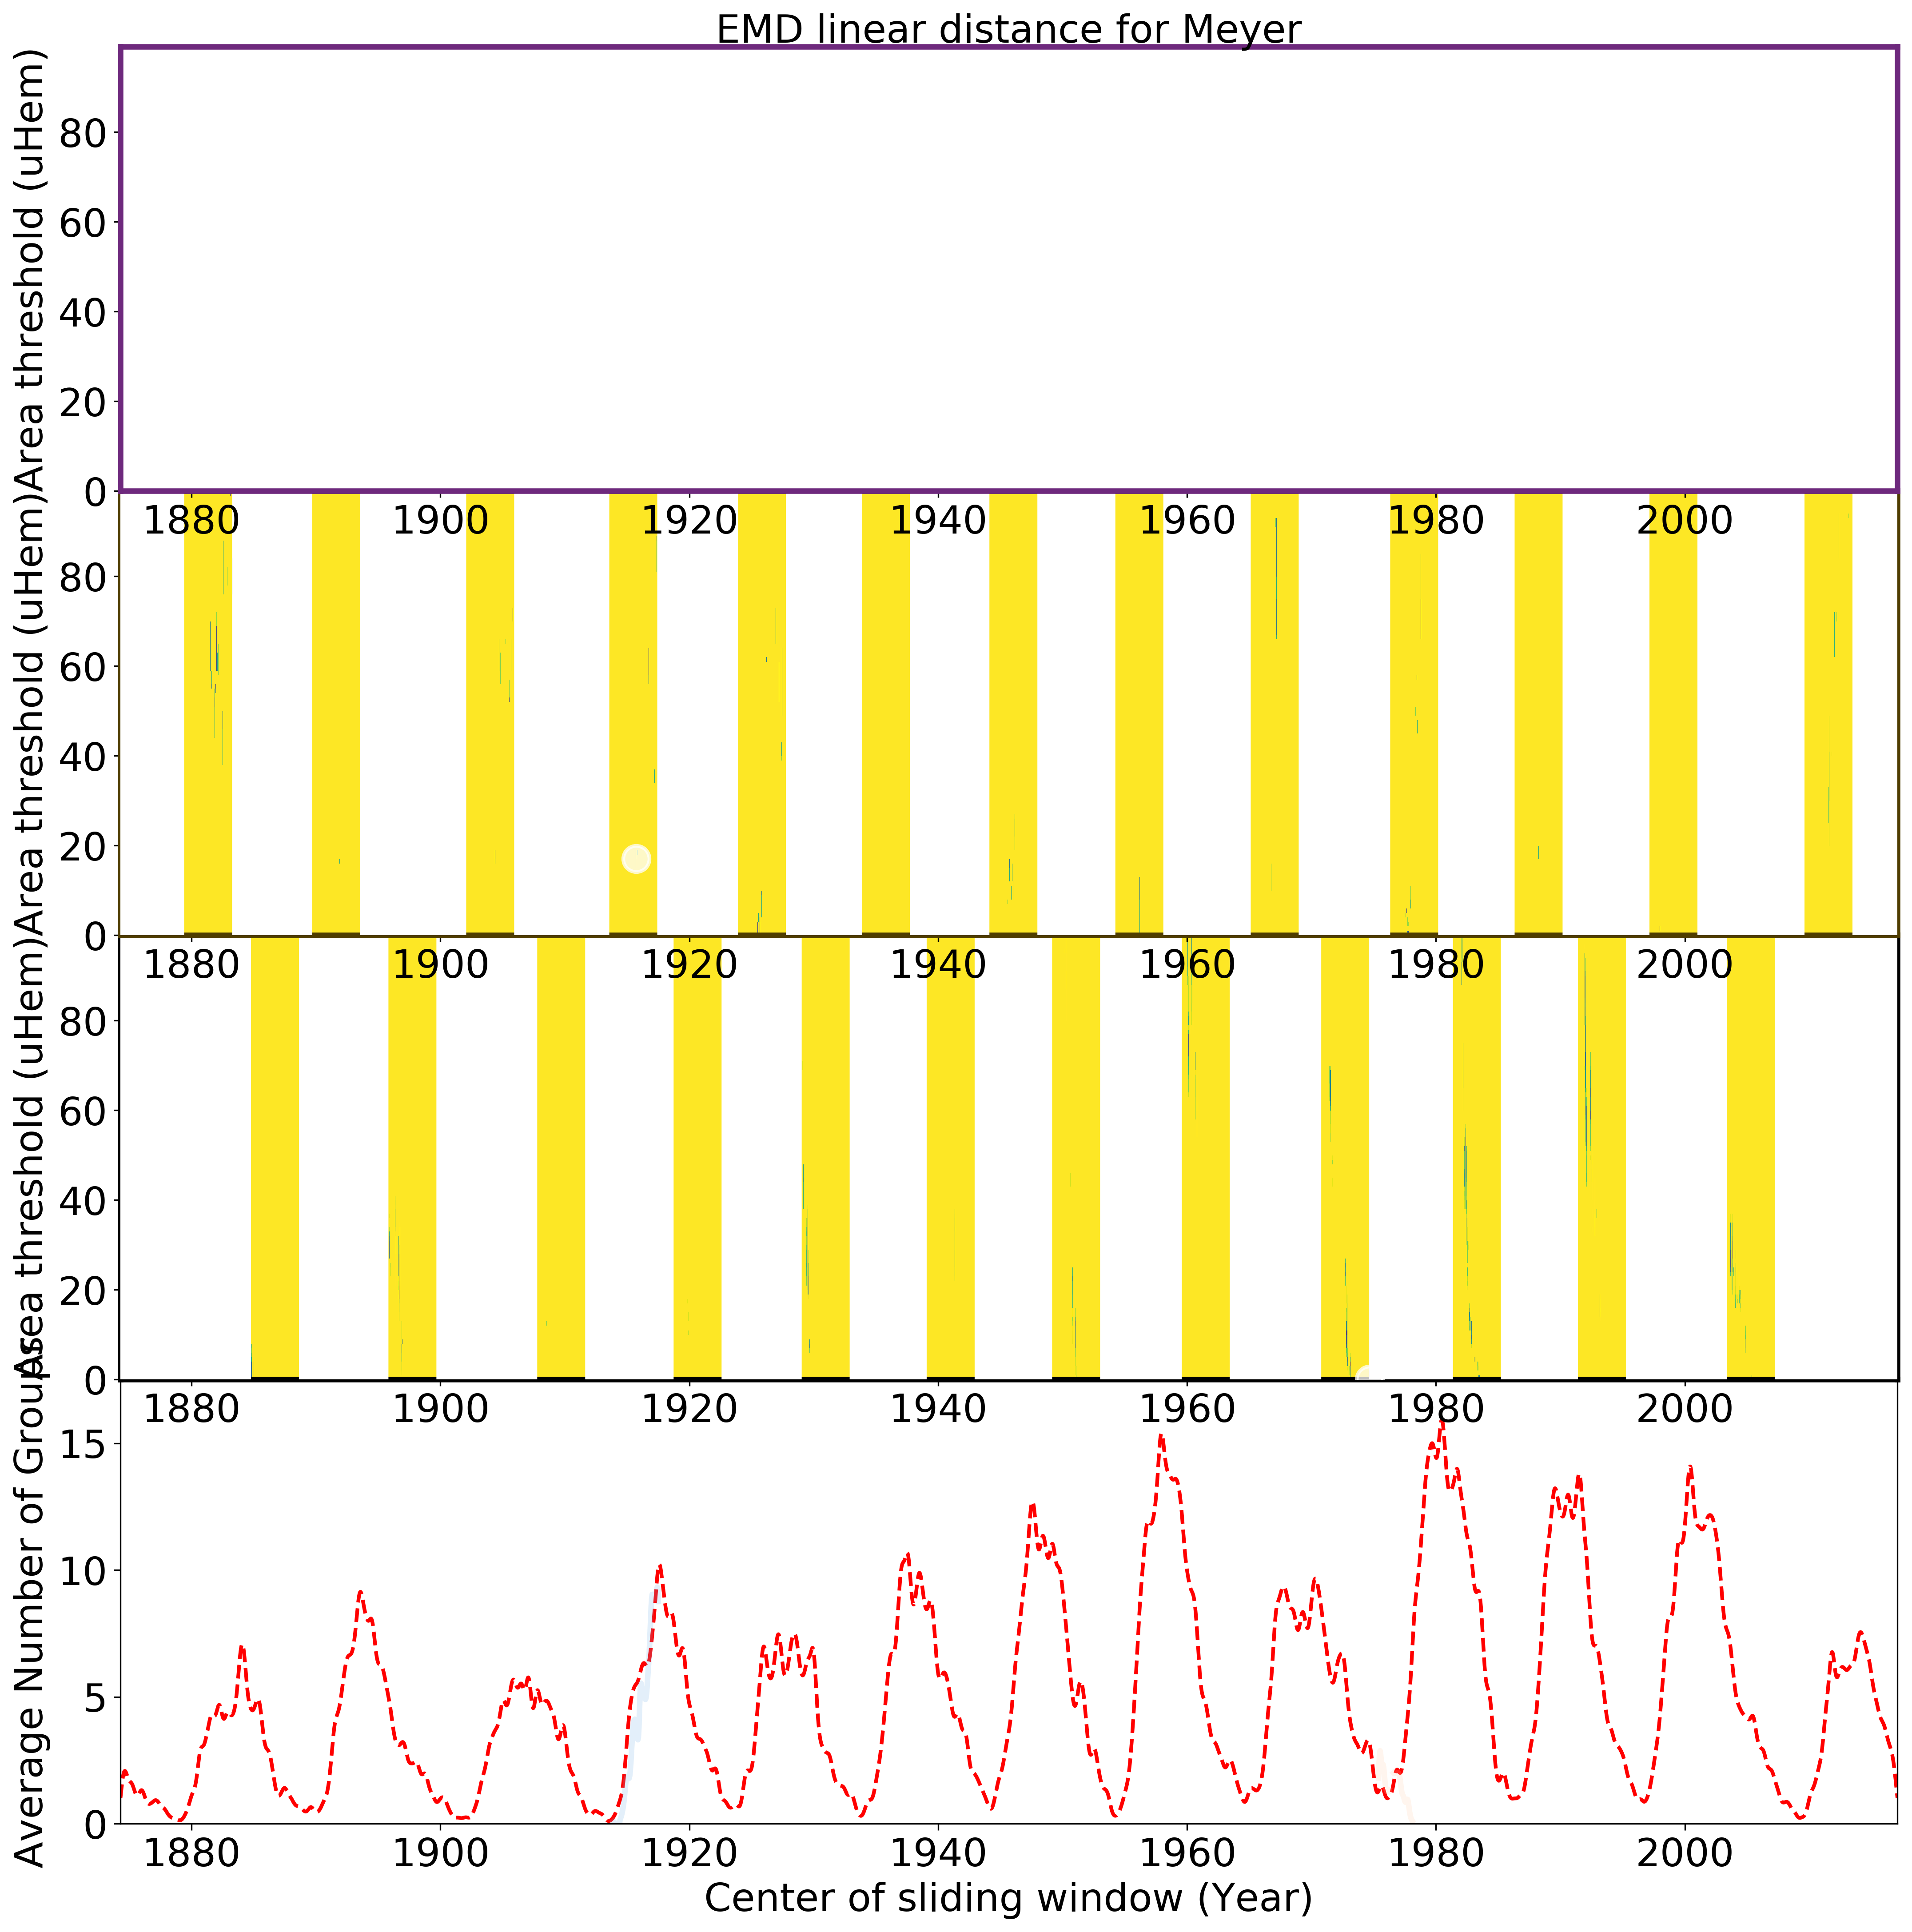 EMD linear distance for Meyer
Area threshold (uHem)
80
60
40
20
0
1880 1900 1920 1940 1960 1980 2000
Area threshold (uHem)
80
60
40
20
0
1880 1900 1920 1940 1960 1980 2000
Area threshold (uHem)
80
60
40
20
0
1880 1900 1920 1940 1960 1980 2000
Average Number of Groups
15
10
5
0
1880 1900 1920 1940 1960 1980 2000
Center of sliding window (Year)